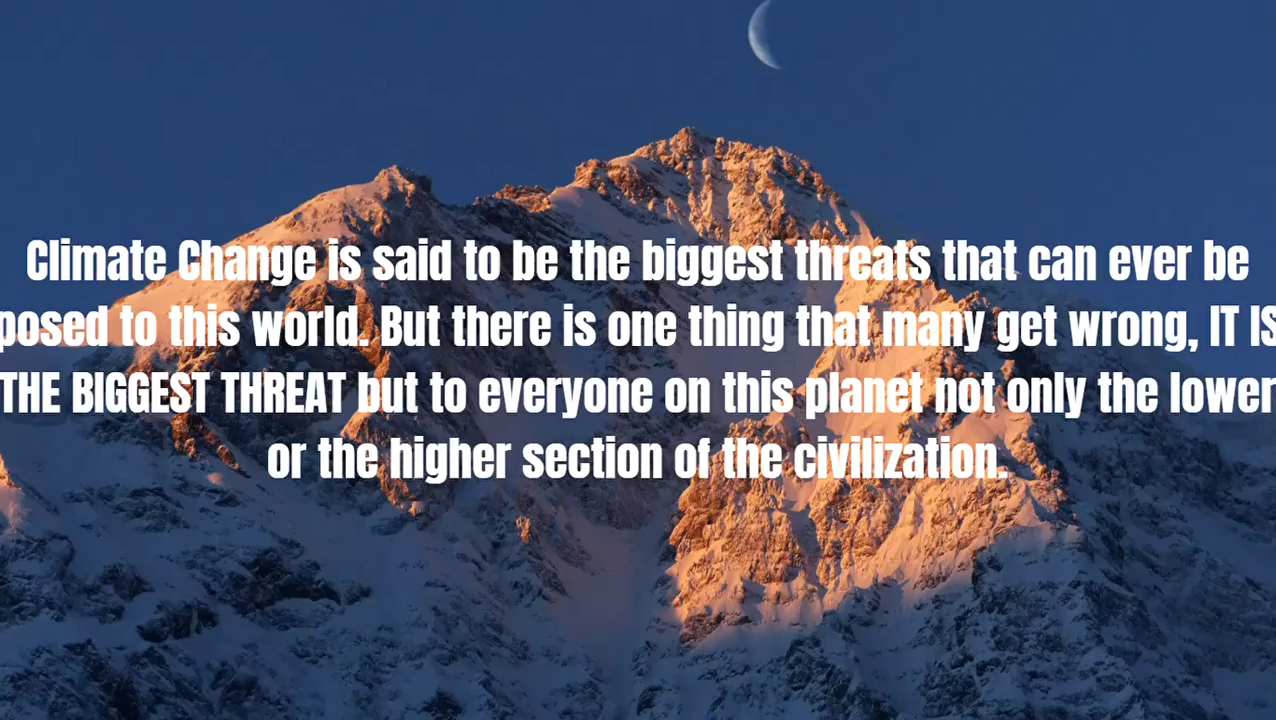 Climate Change is said to be the biggest threats that can ever be
posed to this world. But there is one thing that many get wrong, IT IS
THE BIGGEST THREAT but to everyone on this planet not only the lower
or the higher section of the civilization.